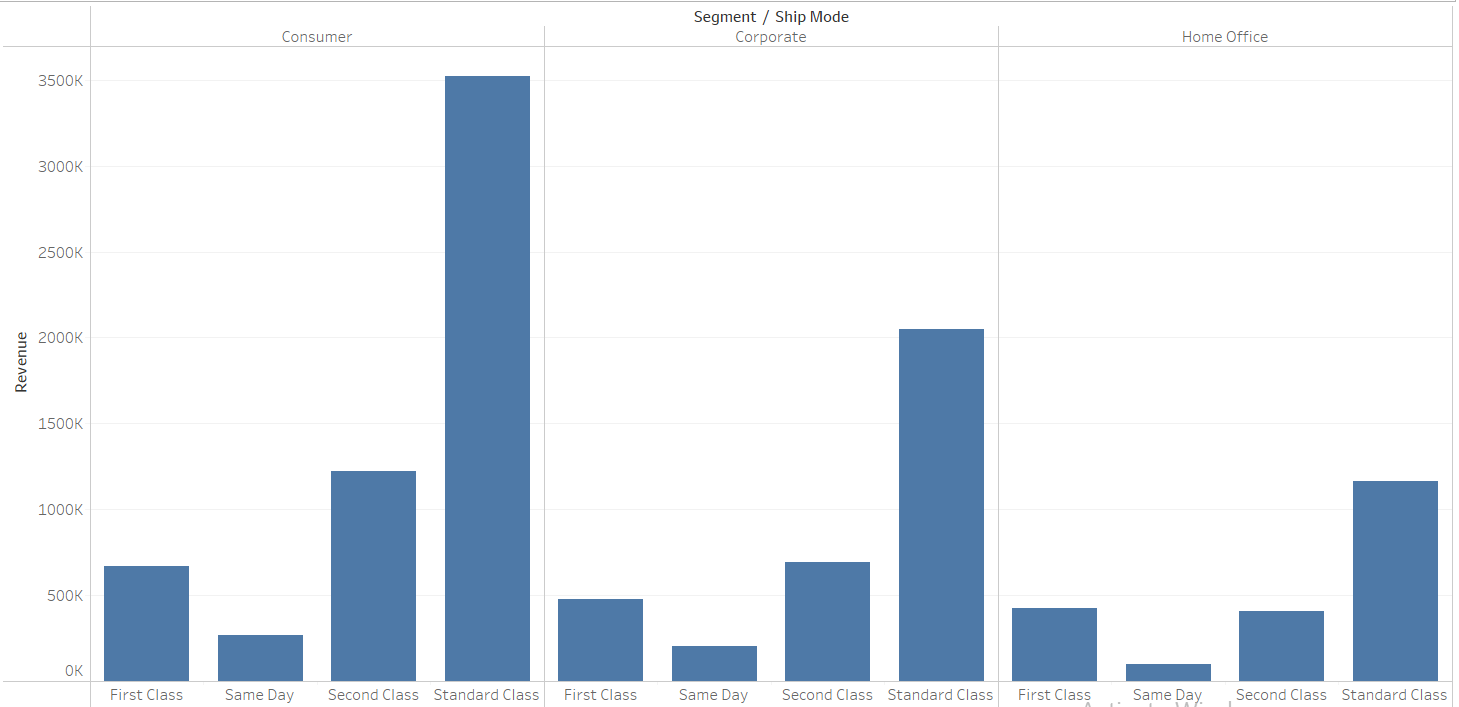 Segment / Ship Mode
Consumer Corporate Home Office
3500K
3000K
2500K
2000K
1500K
1000K
500K
0K
Revenue
First Class Same Day Second Class Standard Class First Class Same Day Second Class Standard Class First Class Same Day Second Class Standard Class